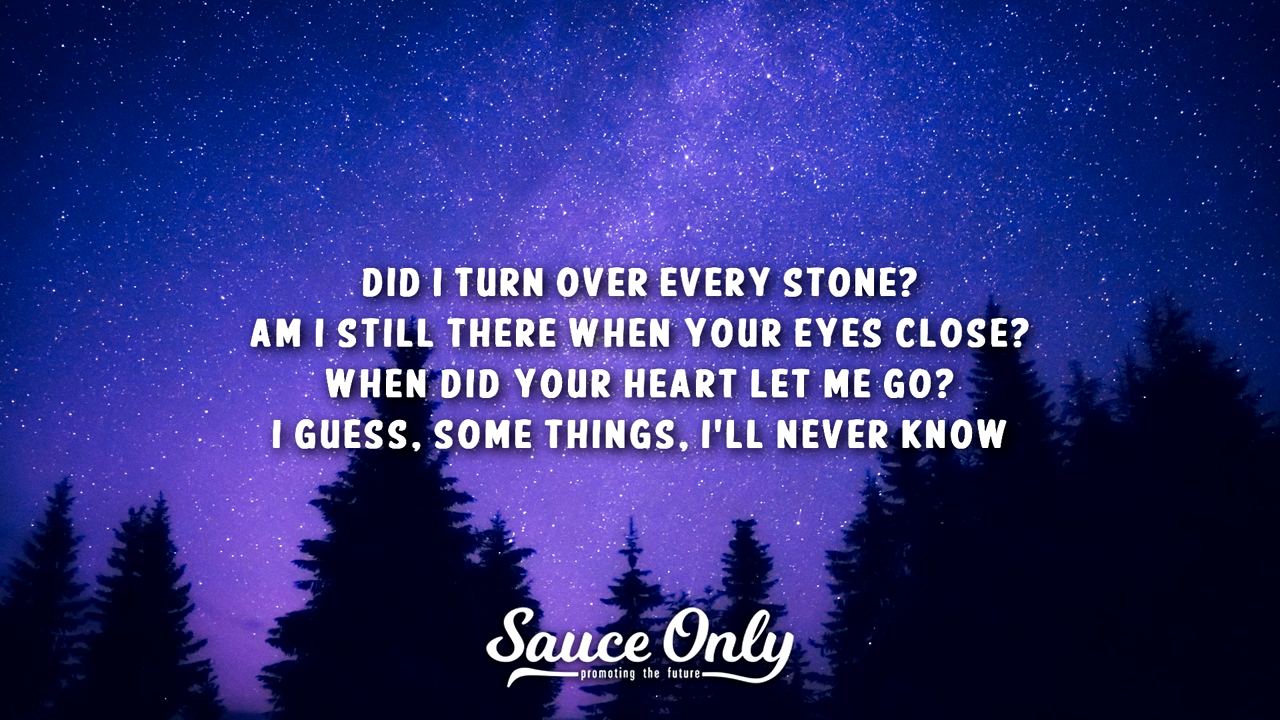 DID I TURN OVER EVERY STONE?
AM I STILL THERE WHEN YOUR EYES CLOSE?
WHEN DID YOUR HEART LET ME GO?
I GUESS, SOME THINGS, I'LL NEVER KNOW
Sauce Only
promoting the future